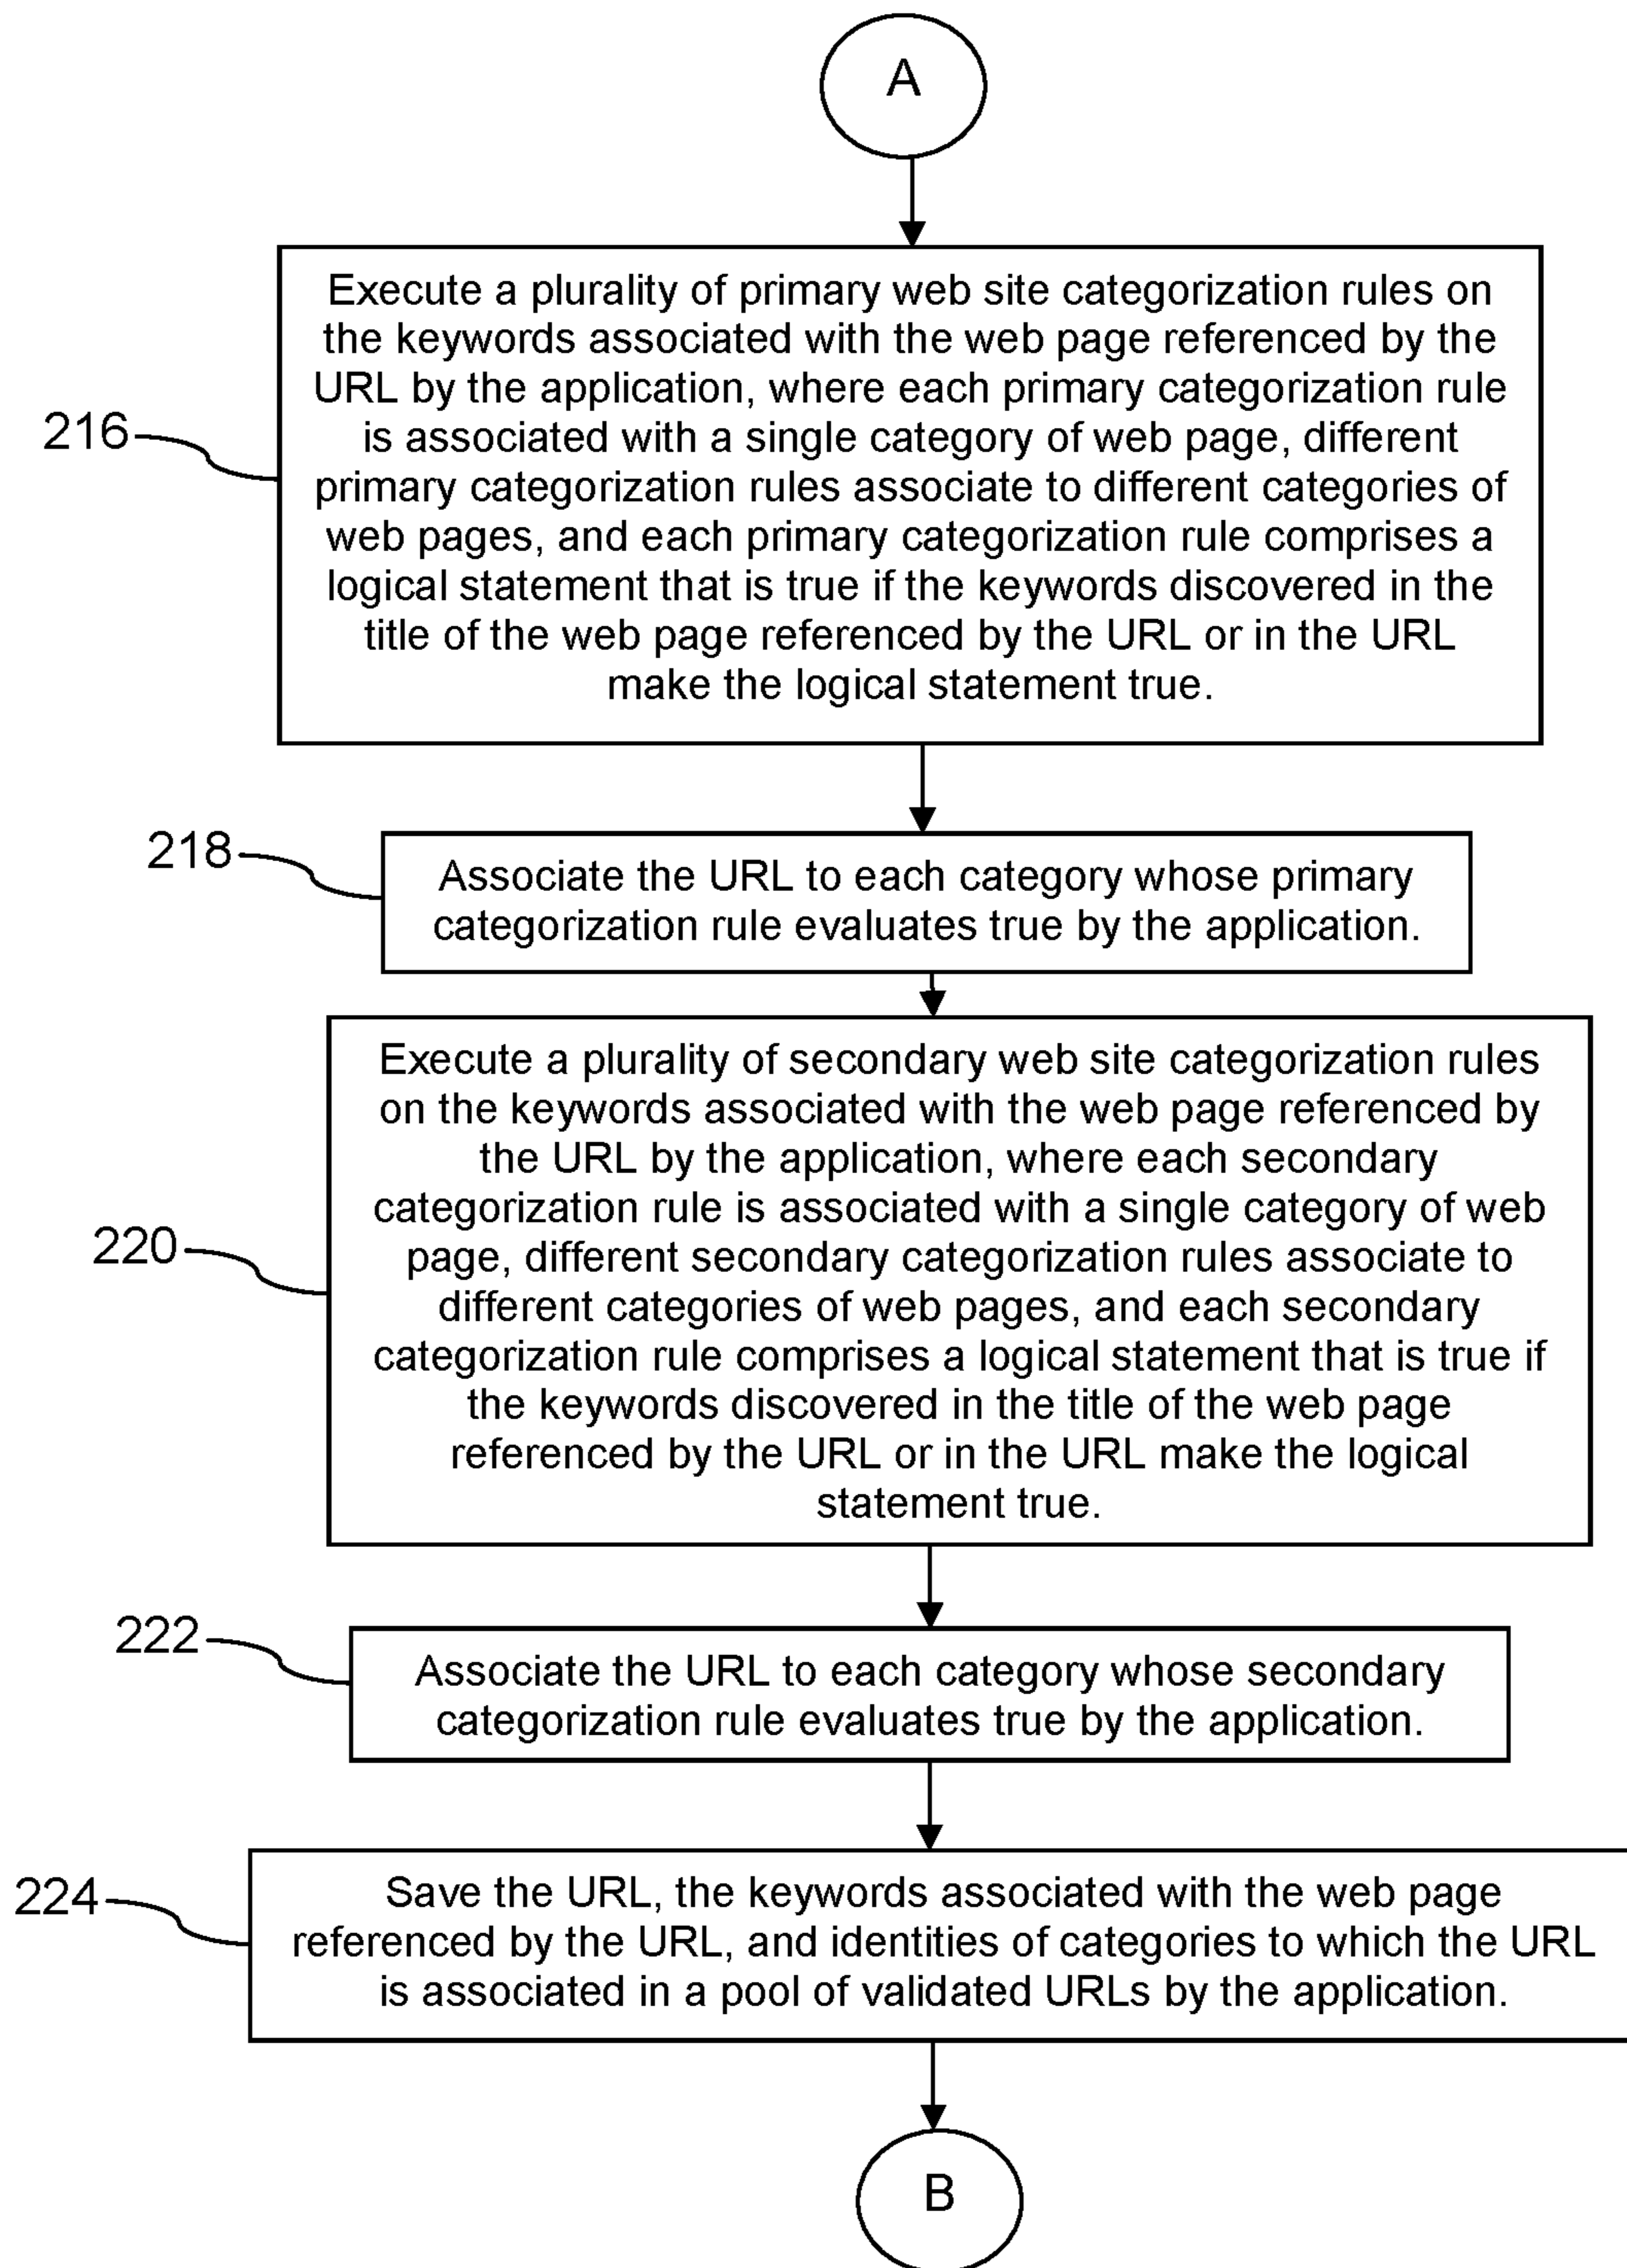 A
Execute a plurality of primary web site categorization rules on
the keywords associated with the web page referenced by the
URL by the application, where each primary categorization rule
is associated with a single category of web page, different
primary categorization rules associate to different categories of
web pages, and each primary categorization rule comprises a
logical statement that is true if the keywords discovered in the
title of the web page referenced by the URL or in the URL
make the logical statement true.
216
218
Associate the URL to each category whose primary
categorization rule evaluates true by the application.
Execute a plurality of secondary web site categorization rules
on the keywords associated with the web page referenced by
the URL by the application, where each secondary
categorization rule is associated with a single category of web
page, different secondary categorization rules associate to
different categories of web pages, and each secondary
categorization rule comprises a logical statement that is true if
the keywords discovered in the title of the web page
referenced by the URL or in the URL make the logical
statement true.
220
222
Associate the URL to each category whose secondary
categorization rule evaluates true by the application.
224
Save the URL, the keywords associated with the web page
referenced by the URL, and identities of categories to which the URL
is associated in a pool of validated URLs by the application.
B